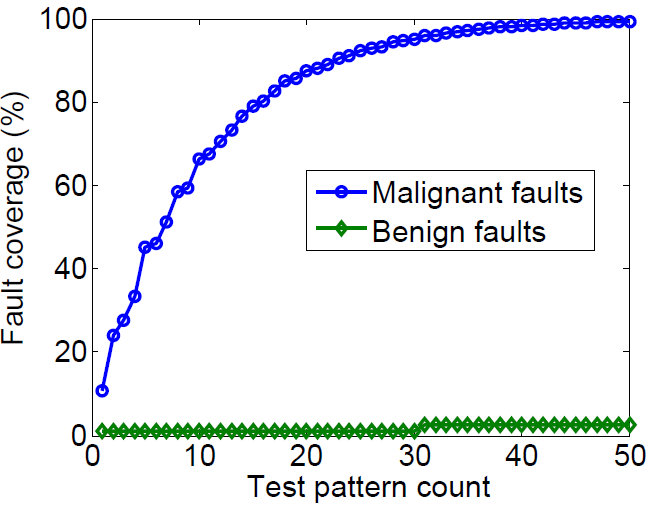 100
80
60
40
20
0
Fault coverage (%)
Malignant faults
Benign faults
0 10 20 30 40 50
Test pattern count